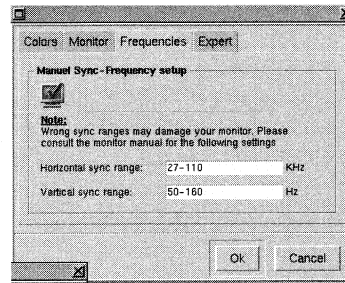 Colors Monitor Frequencies Expert
Manuel Sync-Frequency setup
Note:
Wrong sync ranges may damage your monitor. Please
consult the monitor manual for the following settings
Horizontal sync range: 27-110 KHz
Vartical sync range: 50-160 Hz
Ok Cancel